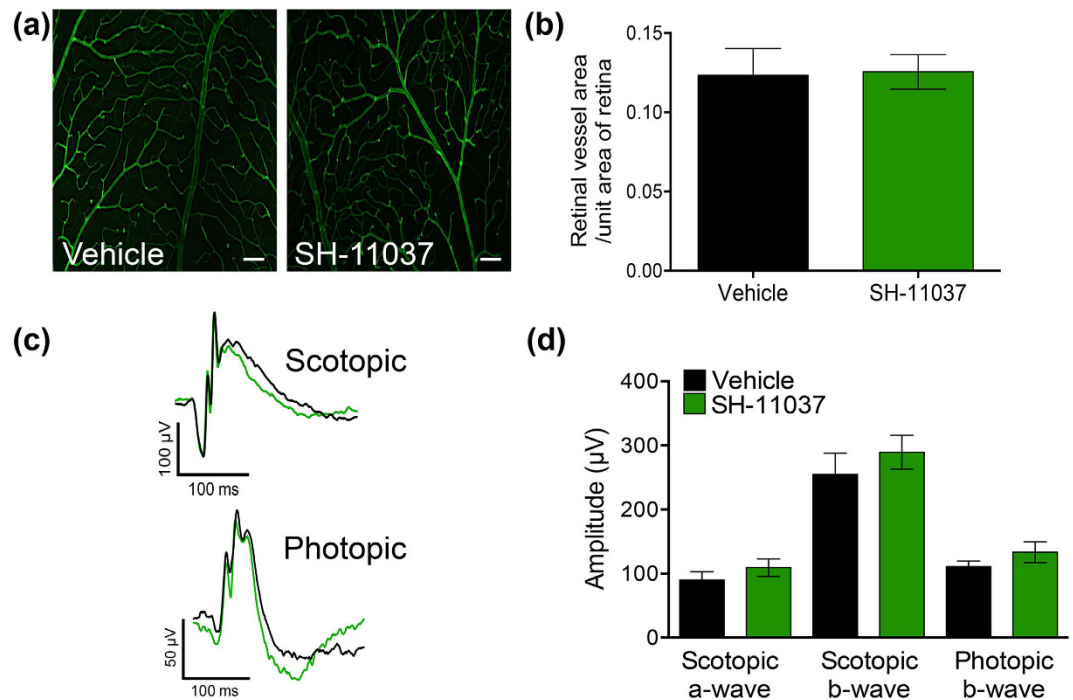 (a)
Vehicle
SH-11037
(b)
Retinal vessel area
/unit area of retina
0.15
0.10
0.05
0.00
Vehicle
SH-11037
(c)
Scotopic
100 µV
100 ms
Photopic
50 µV
100 ms
(d)
Vehicle
SH-11037
Amplitude (µV)
400
300
200
100
0
Scotopic
a-wave
Scotopic
b-wave
Photopic
b-wave